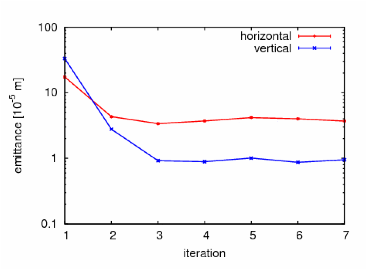 100
horizontal
vertical
10
emittance [10⁻⁵ m]
1
0.1
1 2 3 4 5 6 7
iteration